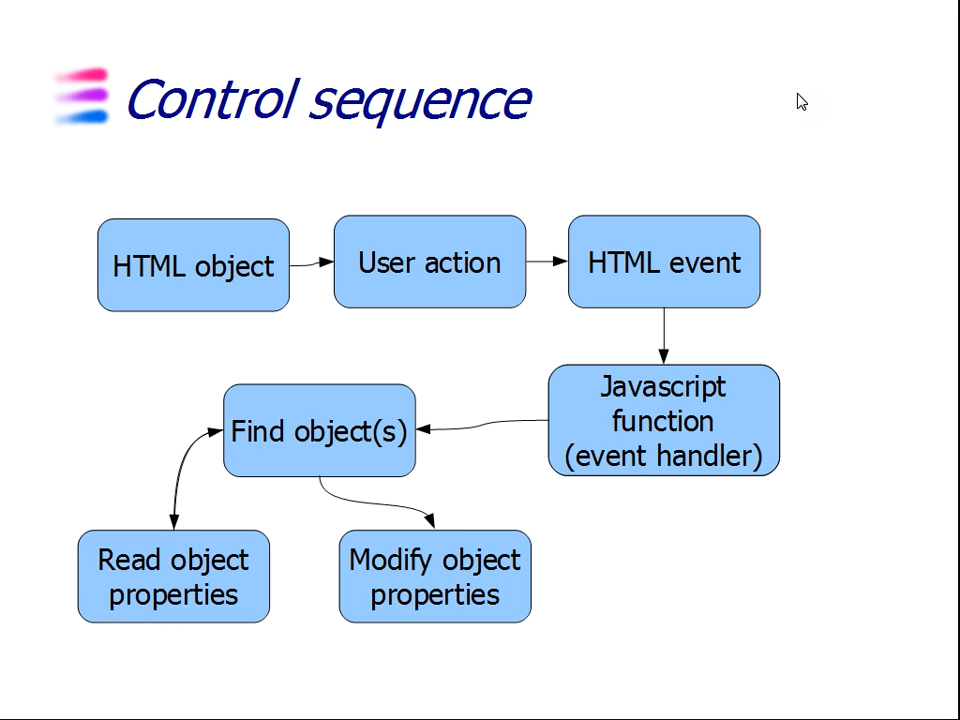 Control sequence
HTML object
User action
HTML event
Javascript
function
(event handler)
Find object(s)
Read object
properties
Modify object
properties